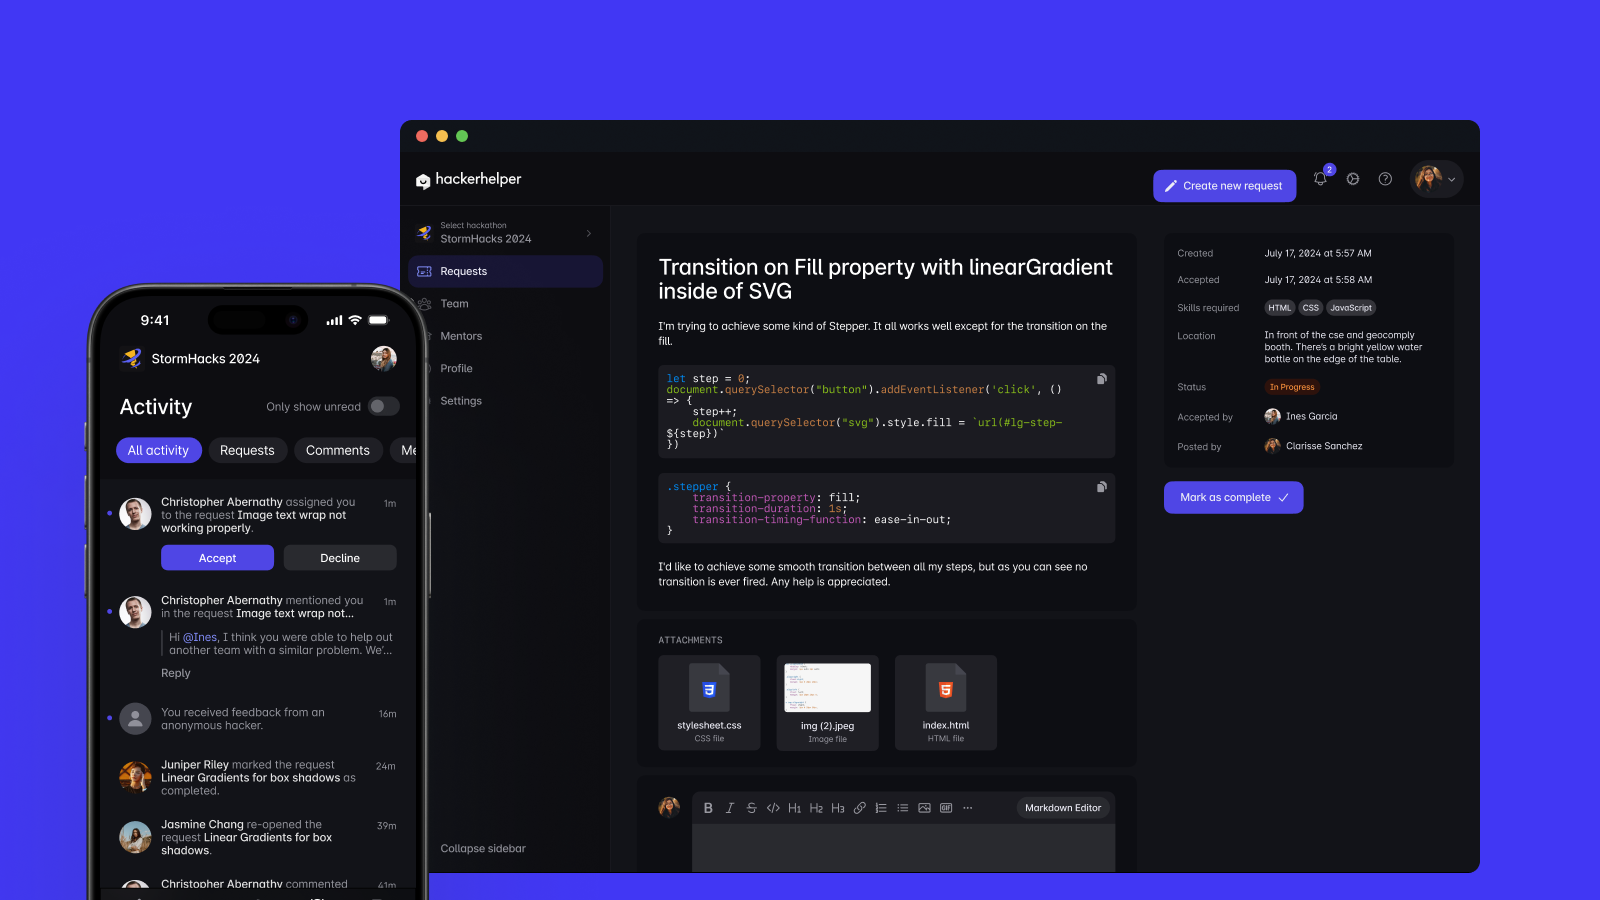 9:41
StormHacks 2024
Activity
Only show unread
All activity
Requests
Comments
Me
Christopher Abernathy assigned you
to the request Image text wrap not
working properly.
1m
Accept
Decline
Christopher Abernathy mentioned you
in the request Image text wrap not...
1m
Hi @Ines, I think you were able to help out
another team with a similar problem. We'...
Reply
You received feedback from an
anonymous hacker.
16m
Juniper Riley marked the request
Linear Gradients for box shadows as
completed.
24m
Jasmine Chang re-opened the
request Linear Gradients for box
shadows.
39m
Christopher Abernathy commented
41m
hackerhelper
Create new request
2
Select hackathon
StormHacks 2024
Requests
Team
Mentors
Profile
Settings
Collapse sidebar
Transition on Fill property with linearGradient
inside of SVG
I'm trying to achieve some kind of Stepper. It all works well except for the transition on the
fill.
let step = 0;
document.querySelector("button").addEventListener('click', ()
=> {
step++;
document.querySelector("svg").style.fill = `url(#lg-step-
${step})`
})
.stepper {
transition-property: fill;
transition-duration: 1s;
transition-timing-function: ease-in-out;
}
I'd like to achieve some smooth transition between all my steps, but as you can see no
transition is ever fired. Any help is appreciated.
ATTACHMENTS
stylesheet.css
CSS file
img (2).jpeg
Image file
index.html
HTML file
B I S </> H1 H2 H3 GIF ...
Markdown Editor
Created
July 17, 2024 at 5:57 AM
Accepted
July 17, 2024 at 5:58 AM
Skills required
HTML CSS JavaScript
Location
In front of the cse and geocomply
booth. There's a bright yellow water
bottle on the edge of the table.
Status
In Progress
Accepted by
Ines Garcia
Posted by
Clarisse Sanchez
Mark as complete